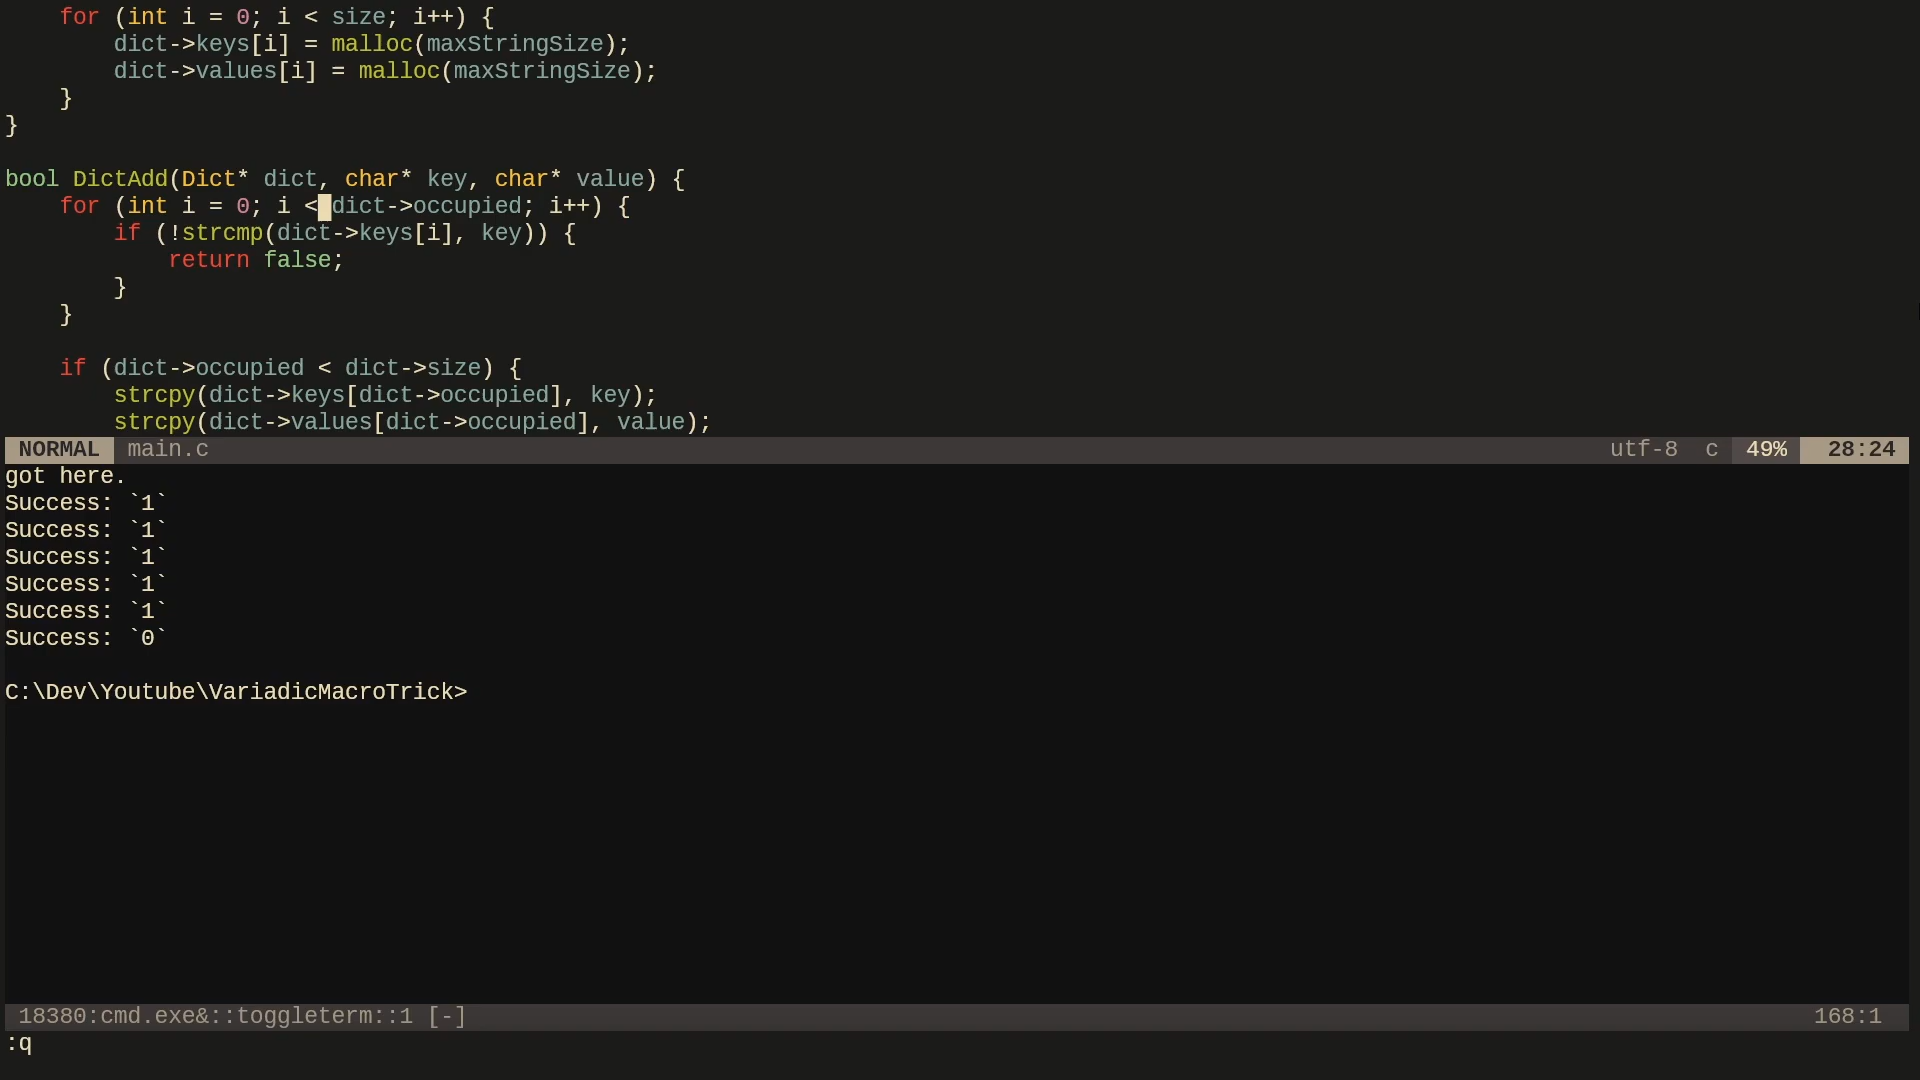 for (int i = 0; i < size; i++) {
        dict->keys[i] = malloc(maxStringSize);
        dict->values[i] = malloc(maxStringSize);
    }
}

bool DictAdd(Dict* dict, char* key, char* value) {
    for (int i = 0; i < dict->occupied; i++) {
        if (!strcmp(dict->keys[i], key)) {
            return false;
        }
    }

    if (dict->occupied < dict->size) {
        strcpy(dict->keys[dict->occupied], key);
        strcpy(dict->values[dict->occupied], value);
NORMAL main.c utf-8 c 49% 28:24
got here.
Success: `1`
Success: `1`
Success: `1`
Success: `1`
Success: `1`
Success: `0`

C:\Dev\Youtube\VariadicMacroTrick>
18380:cmd.exe&::toggleterm::1 [-] 168:1
:q